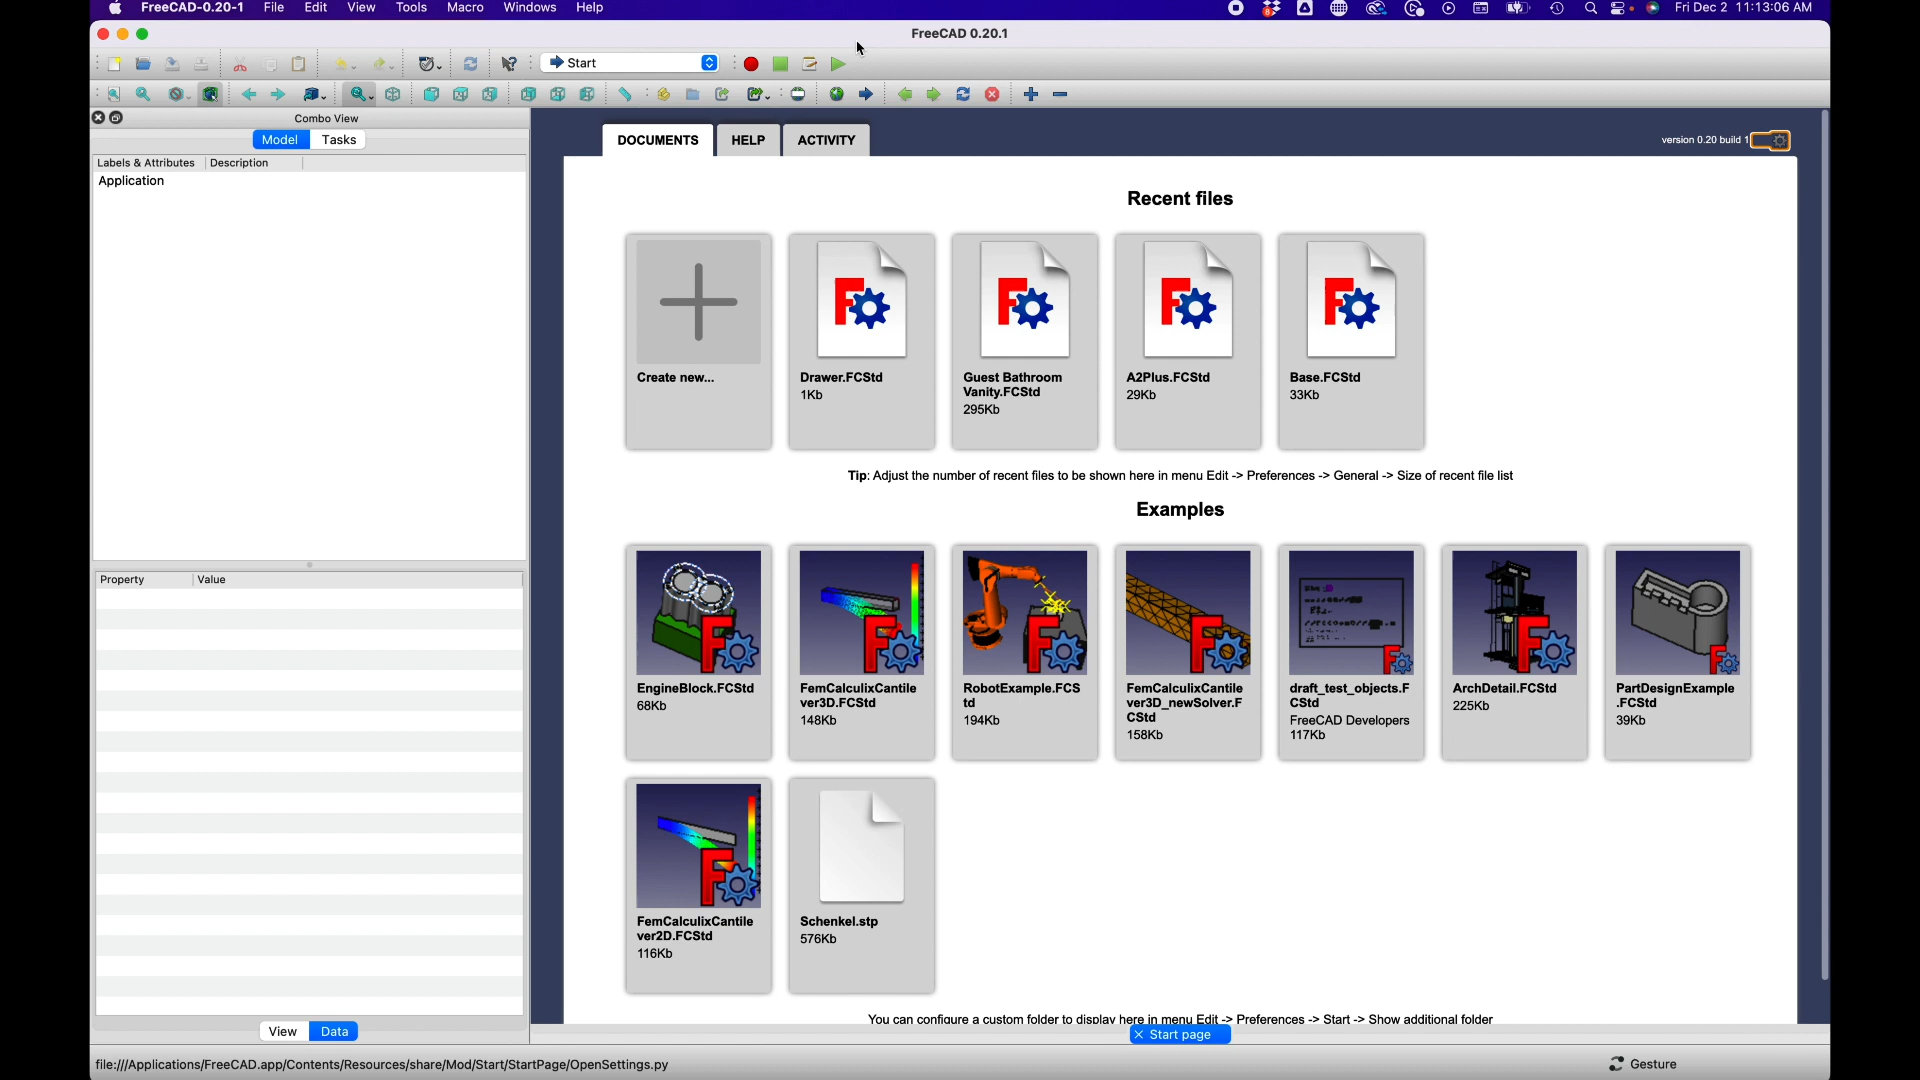 FreeCAD-0.20-1 File Edit View Tools Macro Windows Help Fri Dec 2 11:13:06 AM
FreeCAD 0.20.1
Start
Combo View
Model Tasks
Labels & Attributes Description
Application
DOCUMENTS HELP ACTIVITY
version 0.20 build 1
Recent files
Create new...
Drawer.FCStd
1Kb
Guest Bathroom
Vanity.FCStd
295Kb
A2Plus.FCStd
29Kb
Base.FCStd
33Kb
Tip: Adjust the number of recent files to be shown here in menu Edit -> Preferences -> General -> Size of recent file list
Examples
EngineBlock.FCStd
68Kb
FemCalculixCantile
ver3D.FCStd
148Kb
RobotExample.FCS
td
194Kb
FemCalculixCantile
ver3D_newSolver.F
CStd
158Kb
draft_test_objects.F
CStd
FreeCAD Developers
117Kb
ArchDetail.FCStd
225Kb
PartDesignExample
.FCStd
39Kb
FemCalculixCantile
ver2D.FCStd
116Kb
Schenkel.stp
576Kb
You can configure a custom folder to display here in menu Edit -> Preferences -> Start -> Show additional folder
Property Value
View Data
Start page
file:///Applications/FreeCAD.app/Contents/Resources/share/Mod/Start/StartPage/OpenSettings.py
Gesture